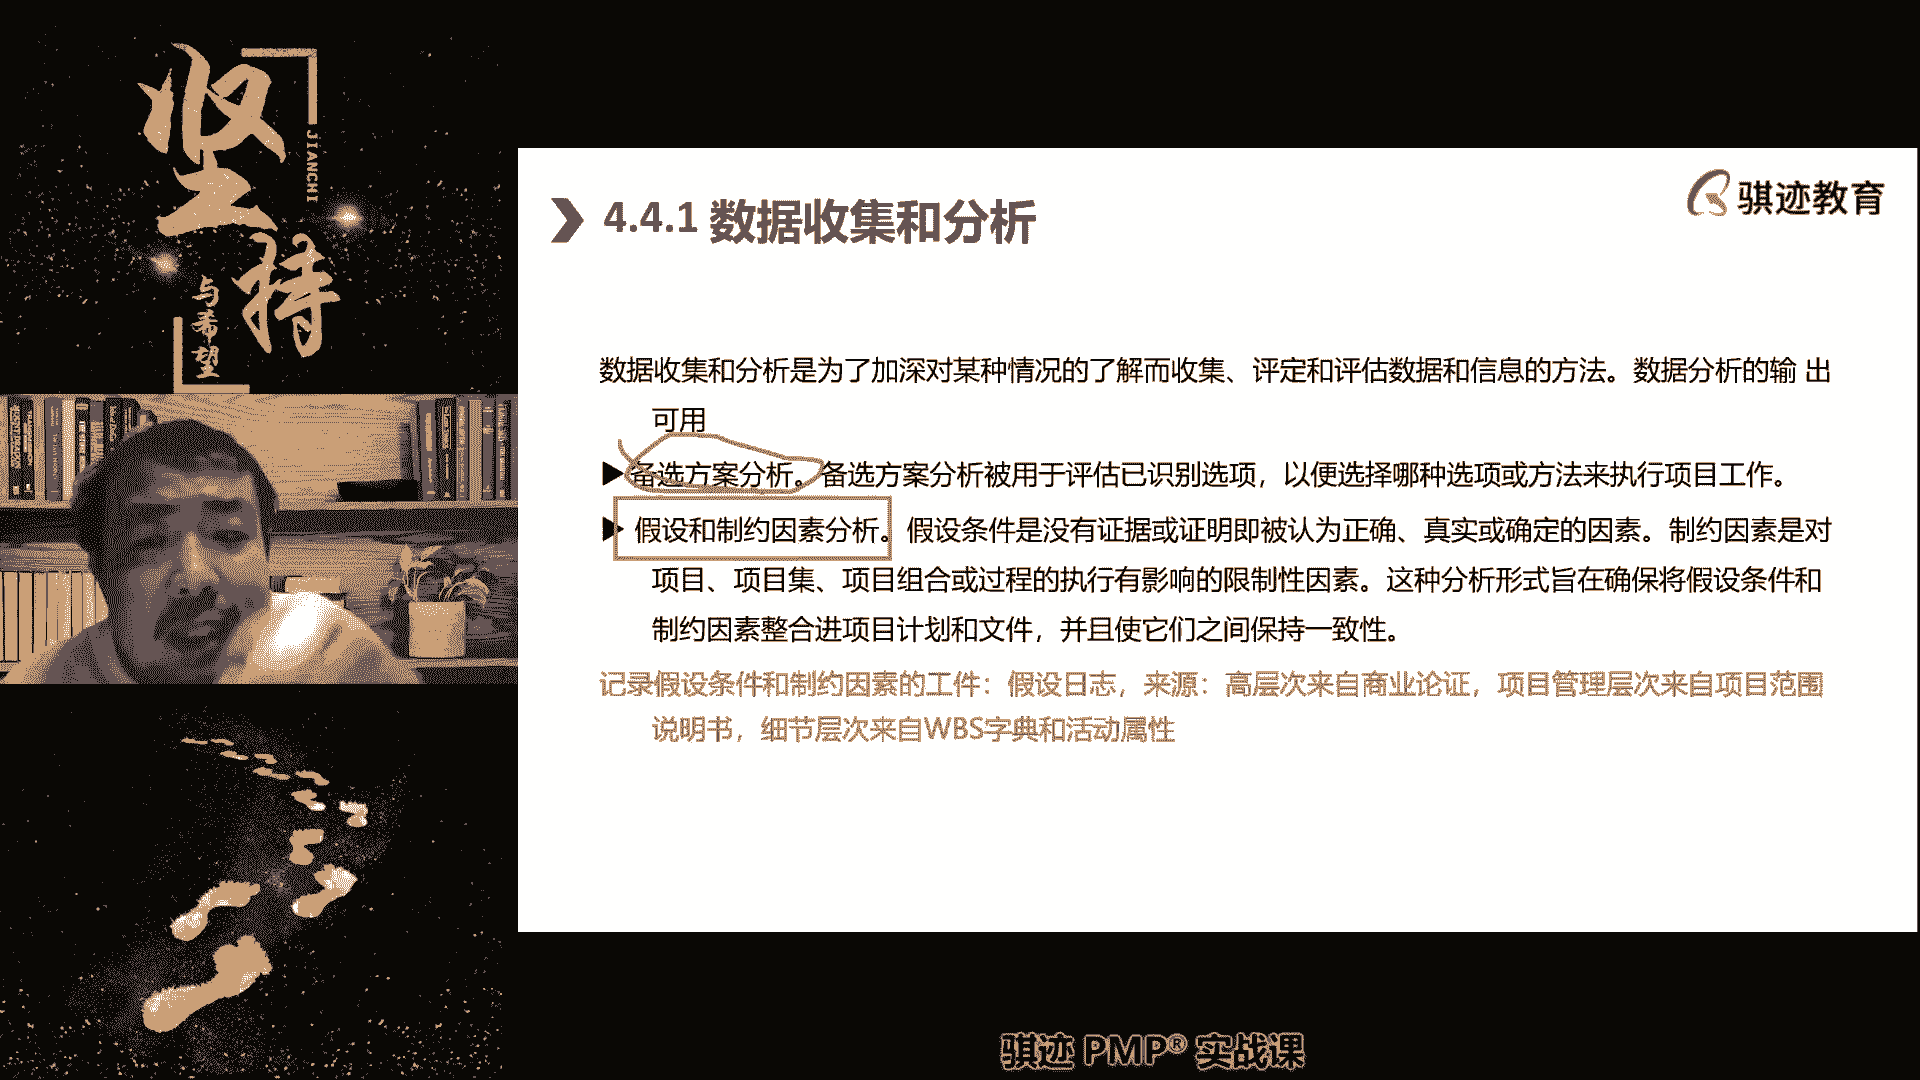 坚持
JIANCHI
与希望
骐迹教育
4.4.1 数据收集和分析
数据收集和分析是为了加深对某种情况的了解而收集、评定和评估数据和信息的方法。数据分析的输 出
可用
备选方案分析。备选方案分析被用于评估已识别选项，以便选择哪种选项或方法来执行项目工作。
假设和制约因素分析。假设条件是没有证据或证明即被认为正确、真实或确定的因素。制约因素是对
项目、项目集、项目组合或过程的执行有影响的限制性因素。这种分析形式旨在确保将假设条件和
制约因素整合进项目计划和文件，并且使它们之间保持一致性。
记录假设条件和制约因素的工件：假设日志，来源：高层次来自商业论证，项目管理层次来自项目范围
说明书，细节层次来自WBS字典和活动属性
骐迹 PMP® 实战课